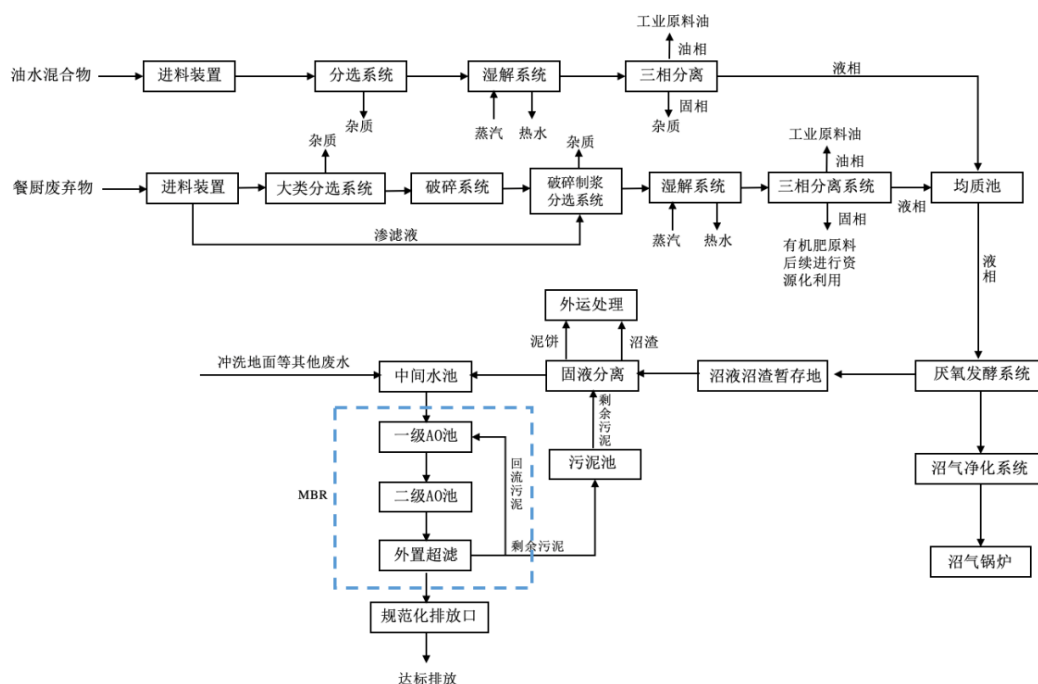 工业原料油
油相
油水混合物
进料装置
分选系统
湿解系统
三相分离
液相
杂质
蒸汽
热水
固相
杂质
杂质
杂质
工业原料油
油相
餐厨废弃物
进料装置
大类分选系统
破碎系统
破碎制浆
分选系统
湿解系统
三相分离系统
液相
均质池
渗滤液
蒸汽
热水
固相
有机肥原料
后续进行资
源化利用
液相
外运处理
泥饼
沼渣
冲洗地面等其他废水
中间水池
固液分离
沼液沼渣暂存地
厌氧发酵系统
剩余污泥
一级AO池
回流污泥
污泥池
沼气净化系统
MBR
二级AO池
外置超滤
剩余污泥
沼气锅炉
规范化排放口
达标排放